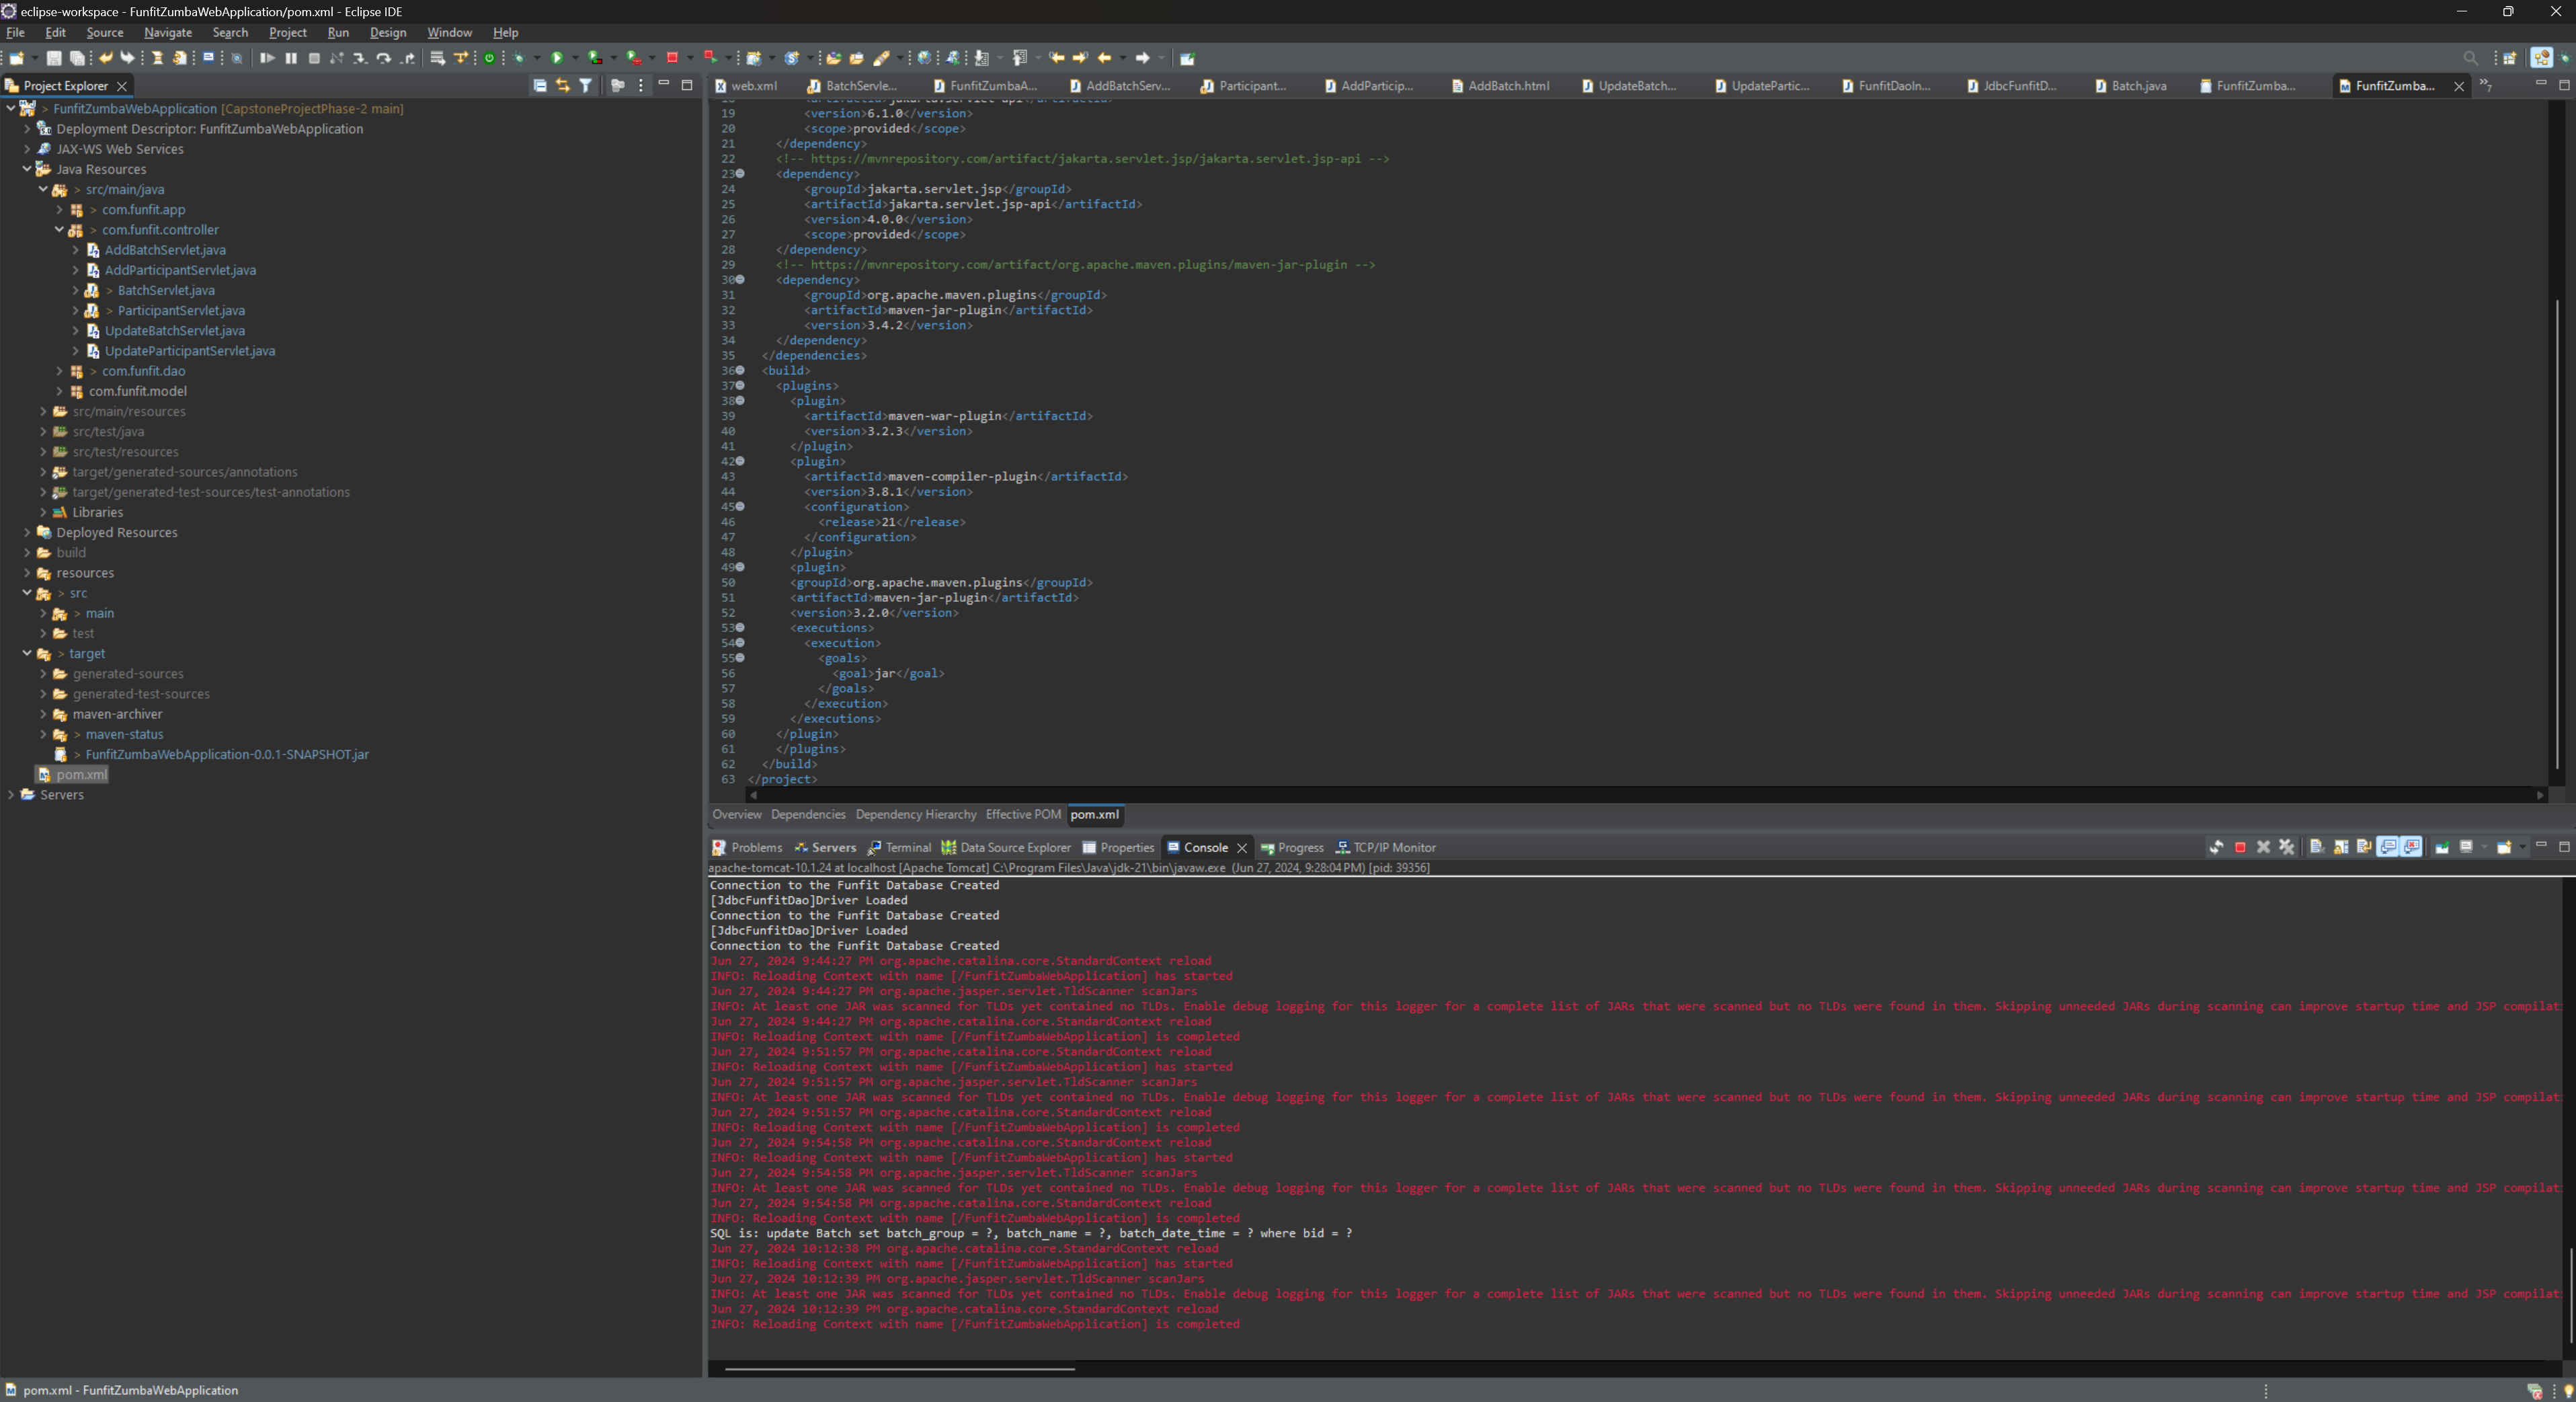 eclipse-workspace - FunfitZumbaWebApplication/pom.xml - Eclipse IDE
File Edit Source Navigate Search Project Run Design Window Help
Project Explorer
> FunfitZumbaWebApplication [CapstoneProjectPhase-2 main]
Deployment Descriptor: FunfitZumbaWebApplication
JAX-WS Web Services
Java Resources
> src/main/java
> com.funfit.app
> com.funfit.controller
AddBatchServlet.java
AddParticipantServlet.java
> BatchServlet.java
> ParticipantServlet.java
UpdateBatchServlet.java
UpdateParticipantServlet.java
> com.funfit.dao
com.funfit.model
src/main/resources
src/test/java
src/test/resources
target/generated-sources/annotations
target/generated-test-sources/test-annotations
Libraries
Deployed Resources
build
resources
> src
> main
test
> target
generated-sources
generated-test-sources
maven-archiver
> maven-status
> FunfitZumbaWebApplication-0.0.1-SNAPSHOT.jar
pom.xml
Servers
web.xml BatchServle... FunfitZumbaA... AddBatchServ... Participant... AddParticip... AddBatch.html UpdateBatch... UpdatePartic... FunfitDaoIn... JdbcFunfitD... Batch.java FunfitZumba... FunfitZumba... »7
19 <version>6.1.0</version>
20 <scope>provided</scope>
21 </dependency>
22 <!-- https://mvnrepository.com/artifact/jakarta.servlet.jsp/jakarta.servlet.jsp-api -->
23 <dependency>
24 <groupId>jakarta.servlet.jsp</groupId>
25 <artifactId>jakarta.servlet.jsp-api</artifactId>
26 <version>4.0.0</version>
27 <scope>provided</scope>
28 </dependency>
29 <!-- https://mvnrepository.com/artifact/org.apache.maven.plugins/maven-jar-plugin -->
30 <dependency>
31 <groupId>org.apache.maven.plugins</groupId>
32 <artifactId>maven-jar-plugin</artifactId>
33 <version>3.4.2</version>
34 </dependency>
35 </dependencies>
36 <build>
37 <plugins>
38 <plugin>
39 <artifactId>maven-war-plugin</artifactId>
40 <version>3.2.3</version>
41 </plugin>
42 <plugin>
43 <artifactId>maven-compiler-plugin</artifactId>
44 <version>3.8.1</version>
45 <configuration>
46 <release>21</release>
47 </configuration>
48 </plugin>
49 <plugin>
50 <groupId>org.apache.maven.plugins</groupId>
51 <artifactId>maven-jar-plugin</artifactId>
52 <version>3.2.0</version>
53 <executions>
54 <execution>
55 <goals>
56 <goal>jar</goal>
57 </goals>
58 </execution>
59 </executions>
60 </plugin>
61 </plugins>
62 </build>
63 </project>
Overview Dependencies Dependency Hierarchy Effective POM pom.xml
Problems Servers Terminal Data Source Explorer Properties Console Progress TCP/IP Monitor
apache-tomcat-10.1.24 at localhost [Apache Tomcat] C:\Program Files\Java\jdk-21\bin\javaw.exe (Jun 27, 2024, 9:28:04 PM) [pid: 39356]
Connection to the Funfit Database Created
[JdbcFunfitDao]Driver Loaded
Connection to the Funfit Database Created
[JdbcFunfitDao]Driver Loaded
Connection to the Funfit Database Created
Jun 27, 2024 9:44:27 PM org.apache.catalina.core.StandardContext reload
INFO: Reloading Context with name [/FunfitZumbaWebApplication] has started
Jun 27, 2024 9:44:27 PM org.apache.jasper.servlet.TldScanner scanJars
INFO: At least one JAR was scanned for TLDs yet contained no TLDs. Enable debug logging for this logger for a complete list of JARs that were scanned but no TLDs were found in them. Skipping unneeded JARs during scanning can improve startup time and JSP compilat
Jun 27, 2024 9:44:27 PM org.apache.catalina.core.StandardContext reload
INFO: Reloading Context with name [/FunfitZumbaWebApplication] is completed
Jun 27, 2024 9:51:57 PM org.apache.catalina.core.StandardContext reload
INFO: Reloading Context with name [/FunfitZumbaWebApplication] has started
Jun 27, 2024 9:51:57 PM org.apache.jasper.servlet.TldScanner scanJars
INFO: At least one JAR was scanned for TLDs yet contained no TLDs. Enable debug logging for this logger for a complete list of JARs that were scanned but no TLDs were found in them. Skipping unneeded JARs during scanning can improve startup time and JSP compilat
Jun 27, 2024 9:51:57 PM org.apache.catalina.core.StandardContext reload
INFO: Reloading Context with name [/FunfitZumbaWebApplication] is completed
Jun 27, 2024 9:54:58 PM org.apache.catalina.core.StandardContext reload
INFO: Reloading Context with name [/FunfitZumbaWebApplication] has started
Jun 27, 2024 9:54:58 PM org.apache.jasper.servlet.TldScanner scanJars
INFO: At least one JAR was scanned for TLDs yet contained no TLDs. Enable debug logging for this logger for a complete list of JARs that were scanned but no TLDs were found in them. Skipping unneeded JARs during scanning can improve startup time and JSP compilat
Jun 27, 2024 9:54:58 PM org.apache.catalina.core.StandardContext reload
INFO: Reloading Context with name [/FunfitZumbaWebApplication] is completed
SQL is: update Batch set batch_group = ?, batch_name = ?, batch_date_time = ? where bid = ?
Jun 27, 2024 10:12:38 PM org.apache.catalina.core.StandardContext reload
INFO: Reloading Context with name [/FunfitZumbaWebApplication] has started
Jun 27, 2024 10:12:39 PM org.apache.jasper.servlet.TldScanner scanJars
INFO: At least one JAR was scanned for TLDs yet contained no TLDs. Enable debug logging for this logger for a complete list of JARs that were scanned but no TLDs were found in them. Skipping unneeded JARs during scanning can improve startup time and JSP compilat
Jun 27, 2024 10:12:39 PM org.apache.catalina.core.StandardContext reload
INFO: Reloading Context with name [/FunfitZumbaWebApplication] is completed
pom.xml - FunfitZumbaWebApplication